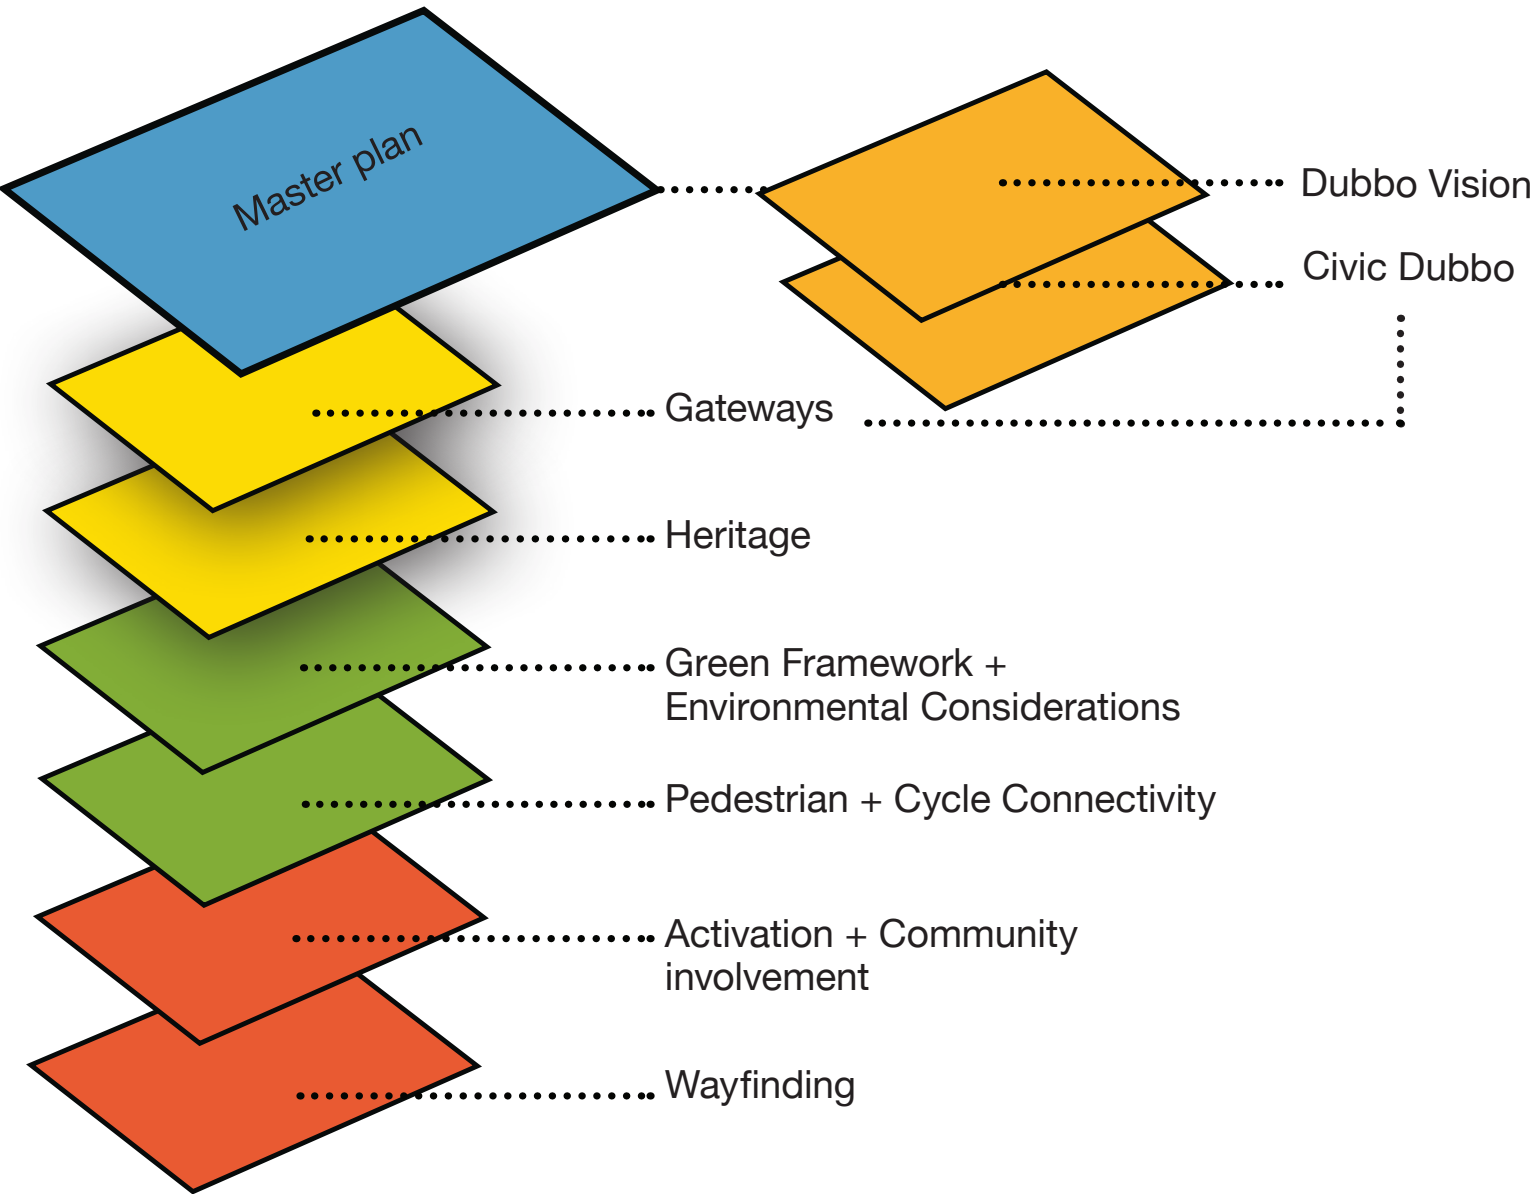 Master plan
Dubbo Vision
Civic Dubbo
Gateways
Heritage
Green Framework +
Environmental Considerations
Pedestrian + Cycle Connectivity
Activation + Community
involvement
Wayfinding